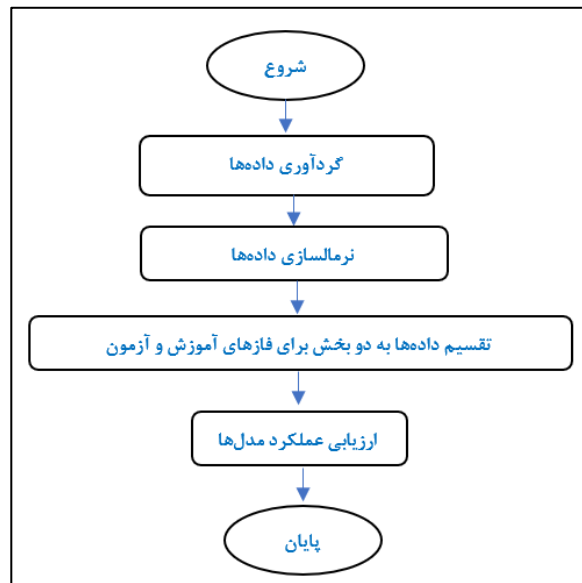 شروع
گردآوری داده‌ها
نرمالسازی داده‌ها
تقسیم داده‌ها به دو بخش برای فازهای آموزش و آزمون
ارزیابی عملکرد مدل‌ها
پایان